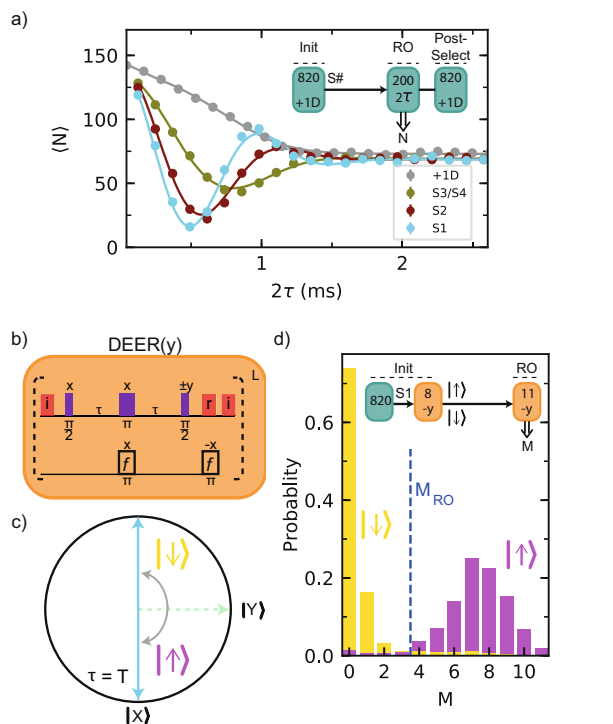 a)
150
100
50
0
⟨N⟩
1
2
2τ (ms)
Init
820
+1D
S#
RO
200
2τ
N
Post-
Select
820
+1D
+1D
S3/S4
S2
S1
b)
DEER(y)
L
x
x
±y
i
τ
τ
r
i
π/2
π
π/2
x
-x
f
f
π
π
c)
|↓⟩
|Y⟩
|↑⟩
τ = T
|X⟩
d)
Probablity
0.6
0.4
0.2
0.0
0 2 4 6 8 10
M
Init
820
S1
8
-y
|↑⟩
|↓⟩
RO
11
-y
M
M_RO
|↓⟩
|↑⟩